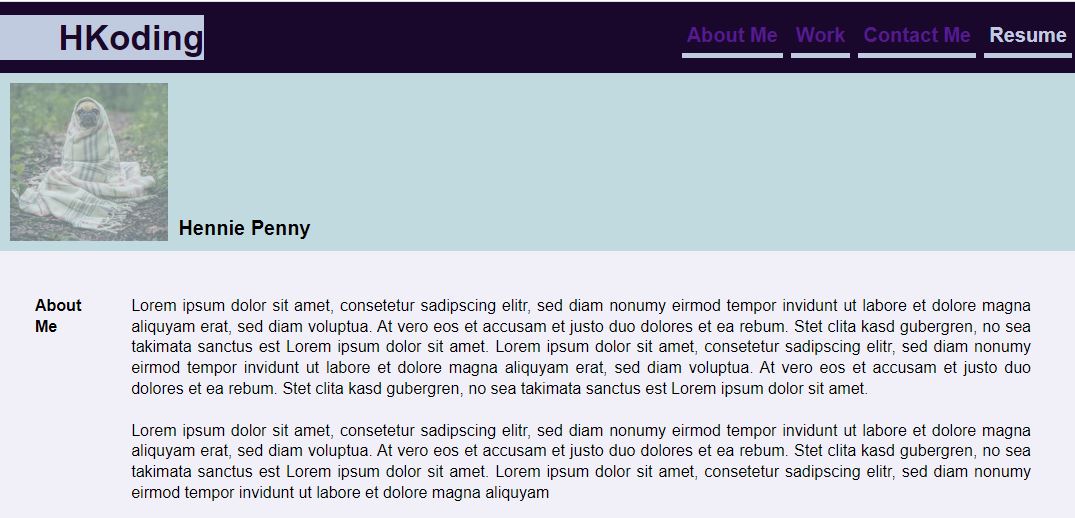 HKoding
About Me Work Contact Me Resume
Hennie Penny
About
Me
Lorem ipsum dolor sit amet, consetetur sadipscing elitr, sed diam nonumy eirmod tempor invidunt ut labore et dolore magna
aliquyam erat, sed diam voluptua. At vero eos et accusam et justo duo dolores et ea rebum. Stet clita kasd gubergren, no sea
takimata sanctus est Lorem ipsum dolor sit amet. Lorem ipsum dolor sit amet, consetetur sadipscing elitr, sed diam nonumy
eirmod tempor invidunt ut labore et dolore magna aliquyam erat, sed diam voluptua. At vero eos et accusam et justo duo
dolores et ea rebum. Stet clita kasd gubergren, no sea takimata sanctus est Lorem ipsum dolor sit amet.
Lorem ipsum dolor sit amet, consetetur sadipscing elitr, sed diam nonumy eirmod tempor invidunt ut labore et dolore magna
aliquyam erat, sed diam voluptua. At vero eos et accusam et justo duo dolores et ea rebum. Stet clita kasd gubergren, no sea
takimata sanctus est Lorem ipsum dolor sit amet. Lorem ipsum dolor sit amet, consetetur sadipscing elitr, sed diam nonumy
eirmod tempor invidunt ut labore et dolore magna aliquyam